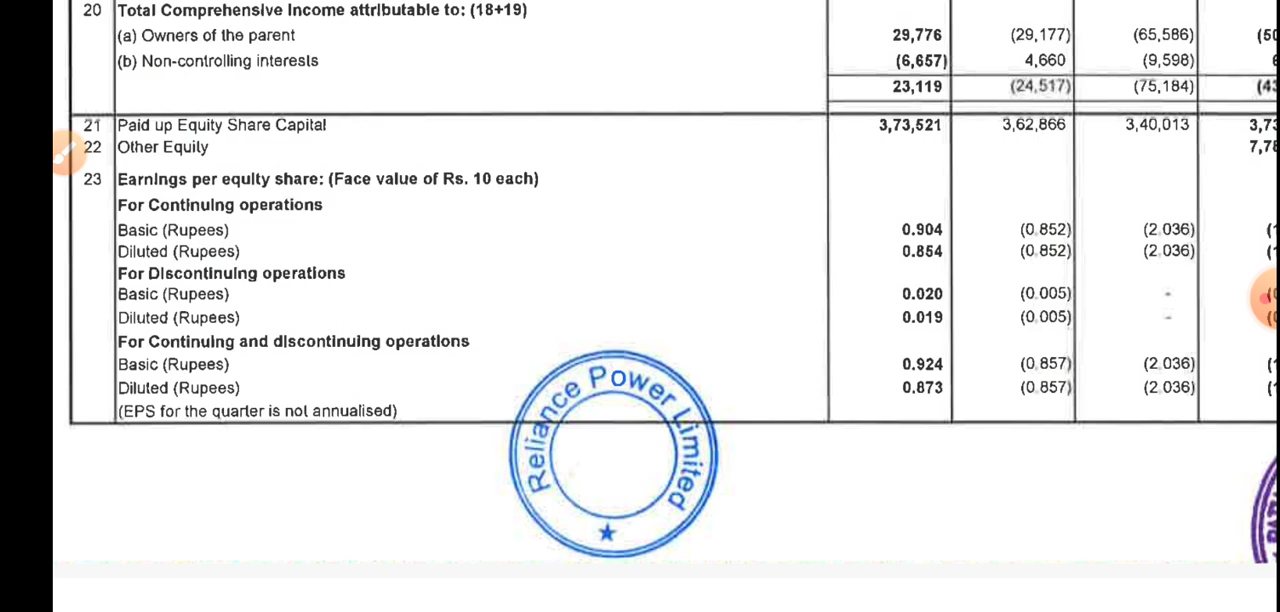 20 Total Comprehensive Income attributable to: (18+19)
(a) Owners of the parent 29,776 (29,177) (65,586)
(b) Non-controlling interests (6,657) 4,660 (9,598)
23,119 (24,517) (75,184)
21 Paid up Equity Share Capital 3,73,521 3,62,866 3,40,013
22 Other Equity
23 Earnings per equity share: (Face value of Rs. 10 each)
For Continuing operations
Basic (Rupees) 0.904 (0.852) (2.036)
Diluted (Rupees) 0.854 (0.852) (2.036)
For Discontinuing operations
Basic (Rupees) 0.020 (0.005) -
Diluted (Rupees) 0.019 (0.005) -
For Continuing and discontinuing operations
Basic (Rupees) 0.924 (0.857) (2.036)
Diluted (Rupees) 0.873 (0.857) (2.036)
(EPS for the quarter is not annualised)
Reliance Power Limited